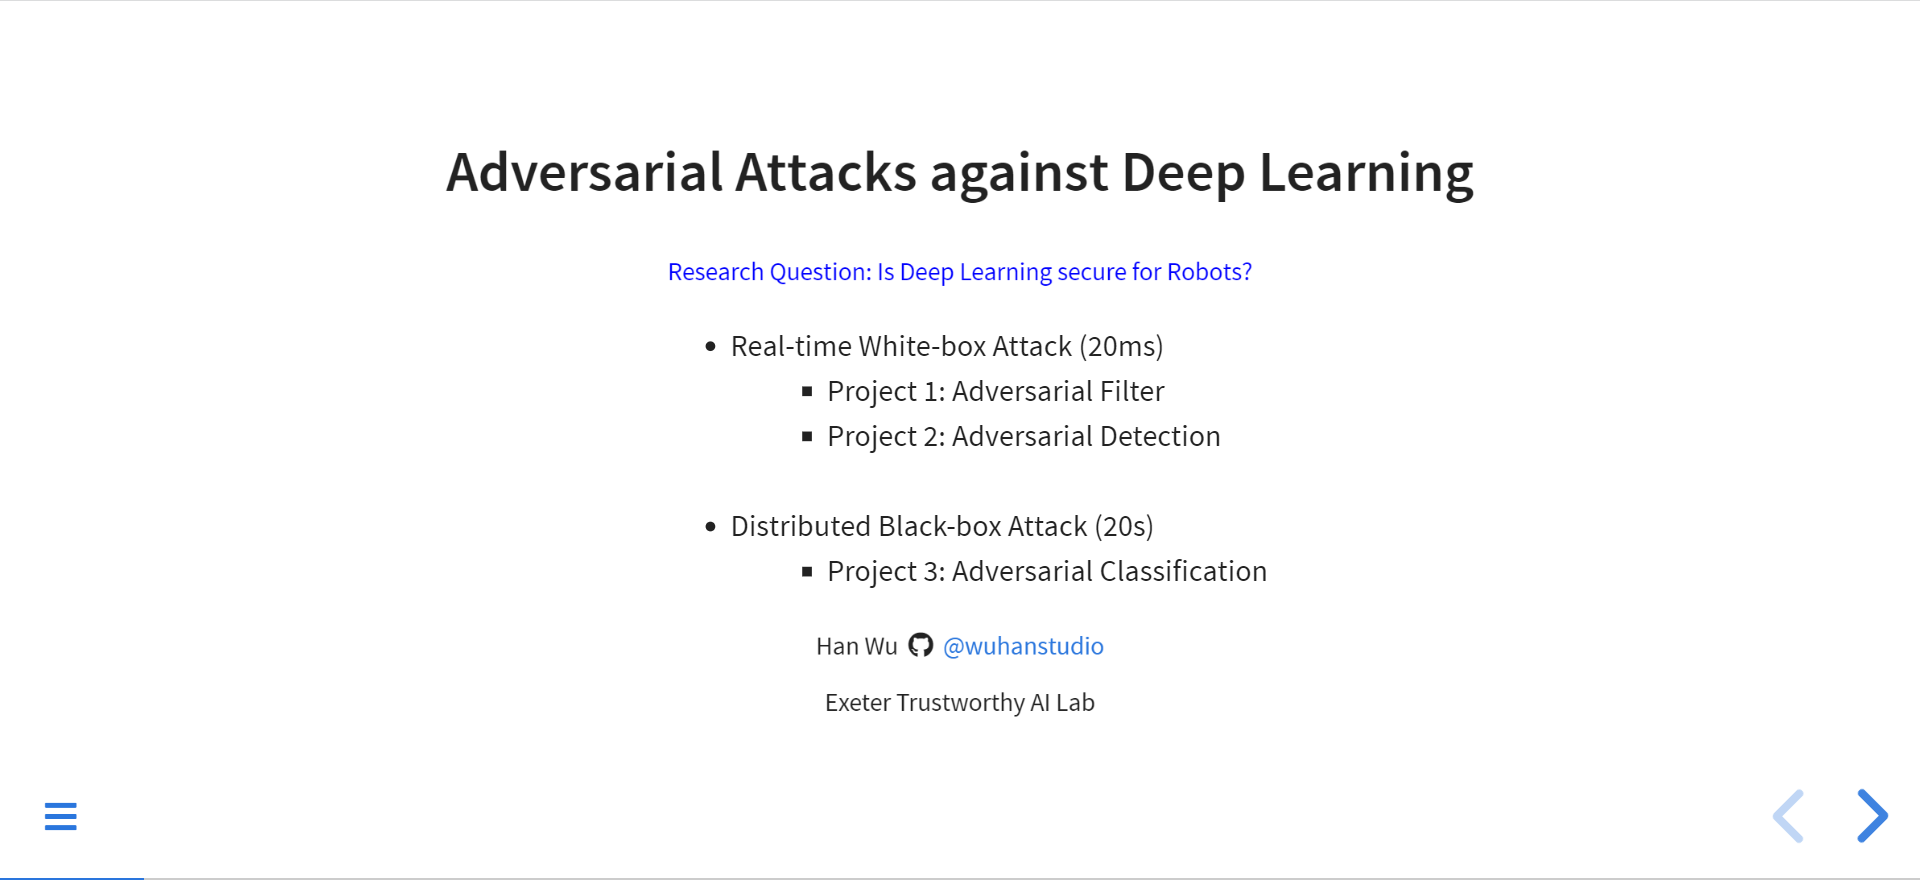 Adversarial Attacks against Deep Learning
Research Question: Is Deep Learning secure for Robots?
Real-time White-box Attack (20ms)
Project 1: Adversarial Filter
Project 2: Adversarial Detection
Distributed Black-box Attack (20s)
Project 3: Adversarial Classification
Han Wu @wuhanstudio
Exeter Trustworthy AI Lab